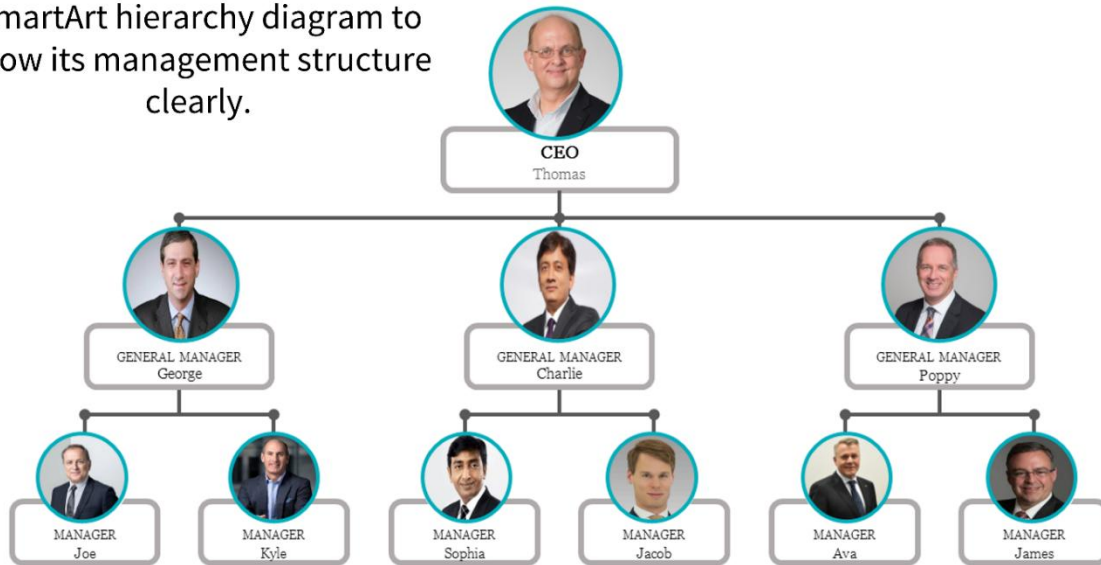 martArt hierarchy diagram to
ow its management structure
clearly.
CEO
Thomas
GENERAL MANAGER
George
GENERAL MANAGER
Charlie
GENERAL MANAGER
Poppy
MANAGER
Joe
MANAGER
Kyle
MANAGER
Sophia
MANAGER
Jacob
MANAGER
Ava
MANAGER
James